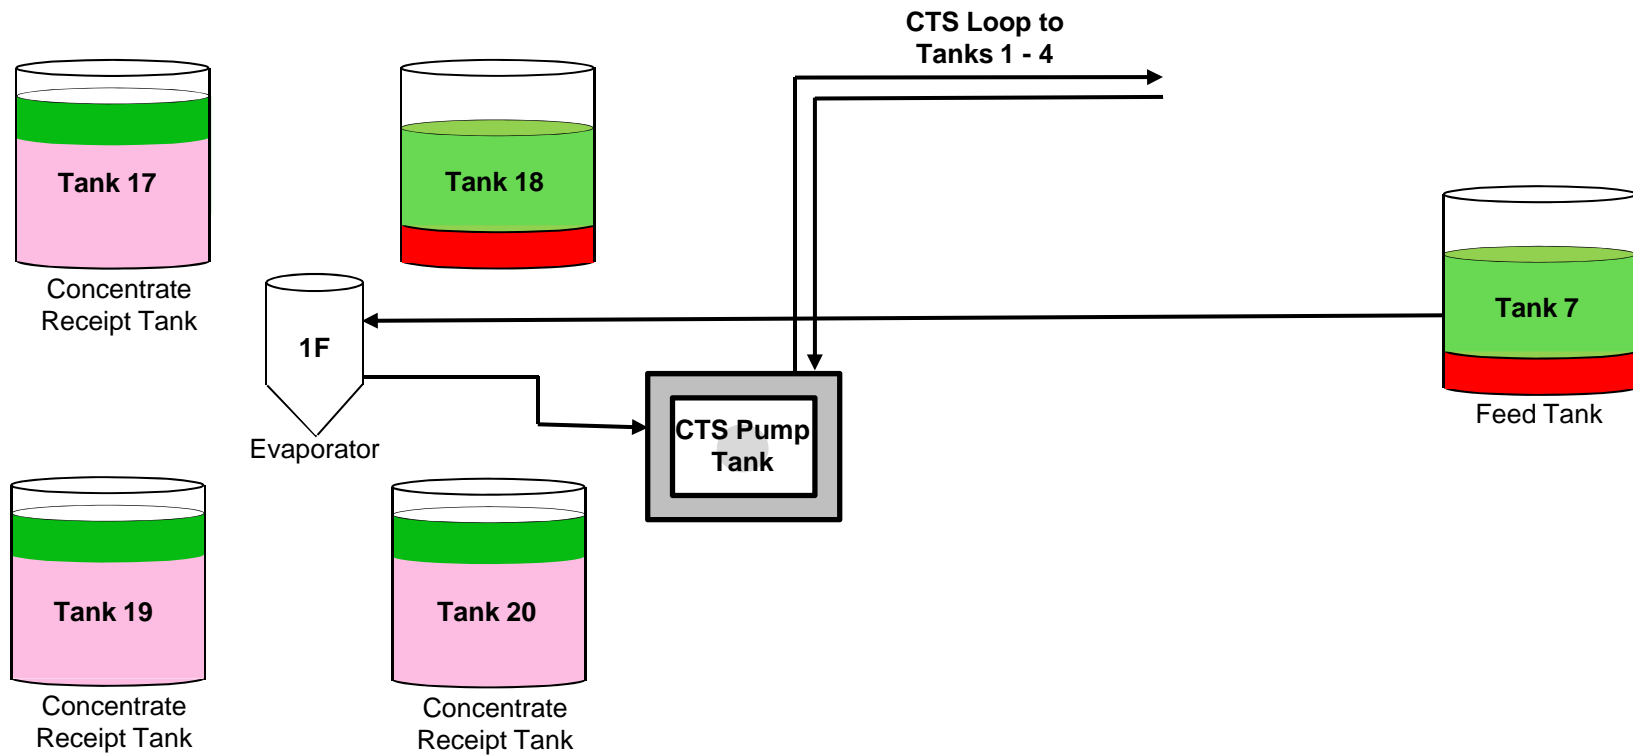 CTS Loop to
Tanks 1 - 4
Tank 17
Concentrate
Receipt Tank
Tank 18
1F
Evaporator
CTS Pump
Tank
Tank 7
Feed Tank
Tank 19
Concentrate
Receipt Tank
Tank 20
Concentrate
Receipt Tank